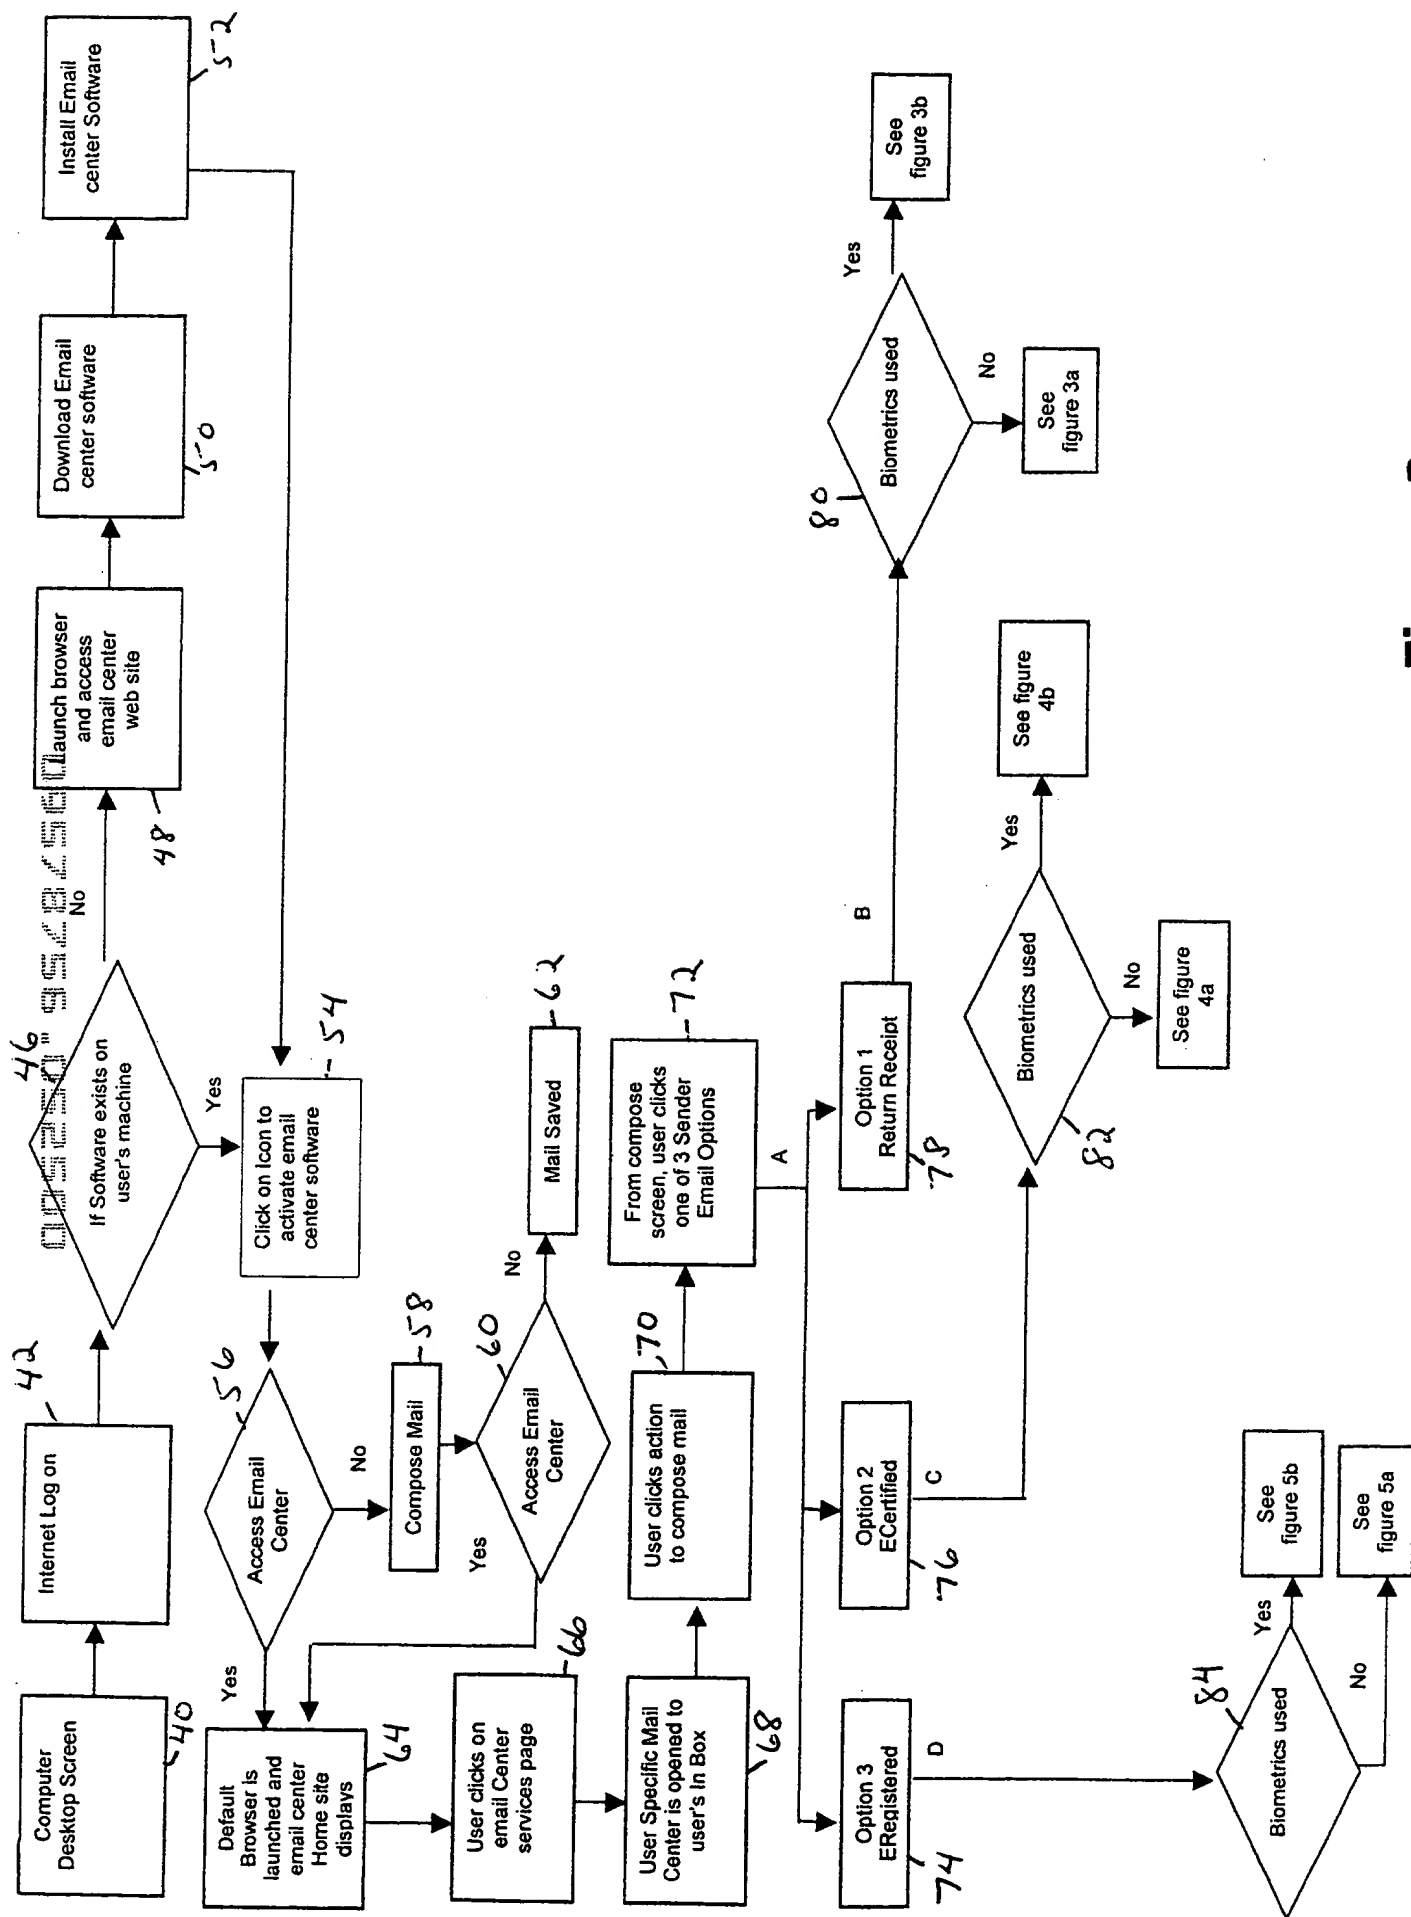 Computer
Desktop Screen
40
Internet Log on
42
If Software exists on
user's machine
46
No
Yes
Launch browser
and access
email center
web site
48
Download Email
center software
50
Install Email
center Software
52
Click on Icon to
activate email
center software
54
Access Email
Center
56
Yes
No
Compose Mail
58
Access Email
Center
60
Yes
No
Mail Saved
62
Default
Browser is
launched and
email center
Home site
displays
64
User clicks on
email Center
services page
66
User Specific Mail
Center is opened to
user's In Box
68
User clicks action
to compose mail
70
From compose
screen, user clicks
one of 3 Sender
Email Options
72
A
Option 1
Return Receipt
78
B
Biometrics used
80
Yes
See
figure 3b
No
See
figure 3a
Option 2
ECertified
76
C
Biometrics used
82
Yes
See figure
4b
No
See figure
4a
Option 3
ERegistered
74
D
Biometrics used
84
Yes
See
figure 5b
No
See
figure 5a